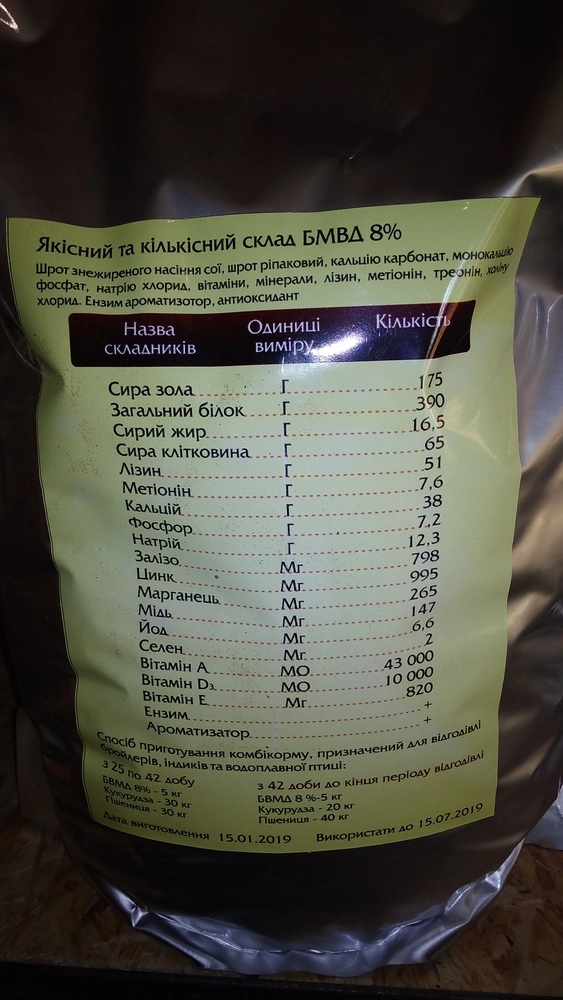 Якісний та кількісний склад БМВД 8%
Шрот знежиреного насіння сої, шрот ріпаковий, кальцію карбонат, монокальцію
фосфат, натрію хлорид, вітаміни, мінерали, лізин, метіонін, треонін, холіну
хлорид. Ензим ароматизотор, антиоксидант
Назва складників Одиниці виміру Кількість
Сира зола Г 175
Загальний білок Г 390
Сирий жир Г 16,5
Сира клітковина Г 65
Лізин Г 51
Метіонін Г 7,6
Кальцій Г 38
Фосфор Г 7,2
Натрій Г 12,3
Залізо Мг 798
Цинк Мг 995
Марганець Мг 265
Мідь Мг 147
Йод Мг 6,6
Селен Мг 2
Вітамін А МО 43 000
Вітамін D3 МО 10 000
Вітамін Е Мг 820
Ензим +
Ароматизатор +
Спосіб приготування комбікорму, призначений для відгодівлі
бройлерів, індиків та водоплавної птиці:
з 25 по 42 добу
БВМД 8% - 5 кг
Кукурудза - 30 кг
Пшениця - 30 кг
з 42 доби до кінця періоду відгодівлі
БВМД 8 %-5 кг
Кукурудза - 20 кг
Пшениця - 40 кг
Дата виготовлення 15.01.2019 Використати до 15.07.2019